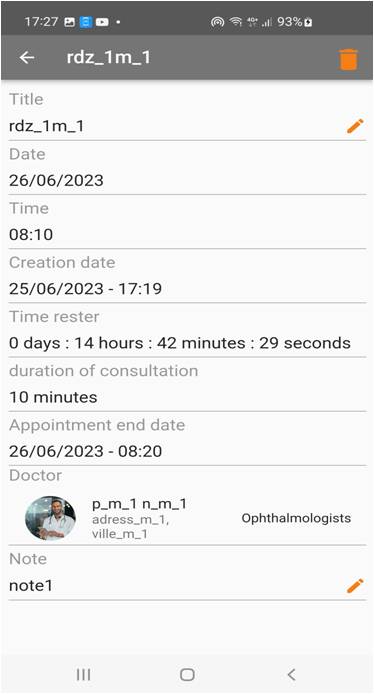 17:27 93%
rdz_1m_1
Title
rdz_1m_1
Date
26/06/2023
Time
08:10
Creation date
25/06/2023 - 17:19
Time rester
0 days : 14 hours : 42 minutes : 29 seconds
duration of consultation
10 minutes
Appointment end date
26/06/2023 - 08:20
Doctor
p_m_1 n_m_1
adress_m_1,
ville_m_1
Ophthalmologists
Note
note1